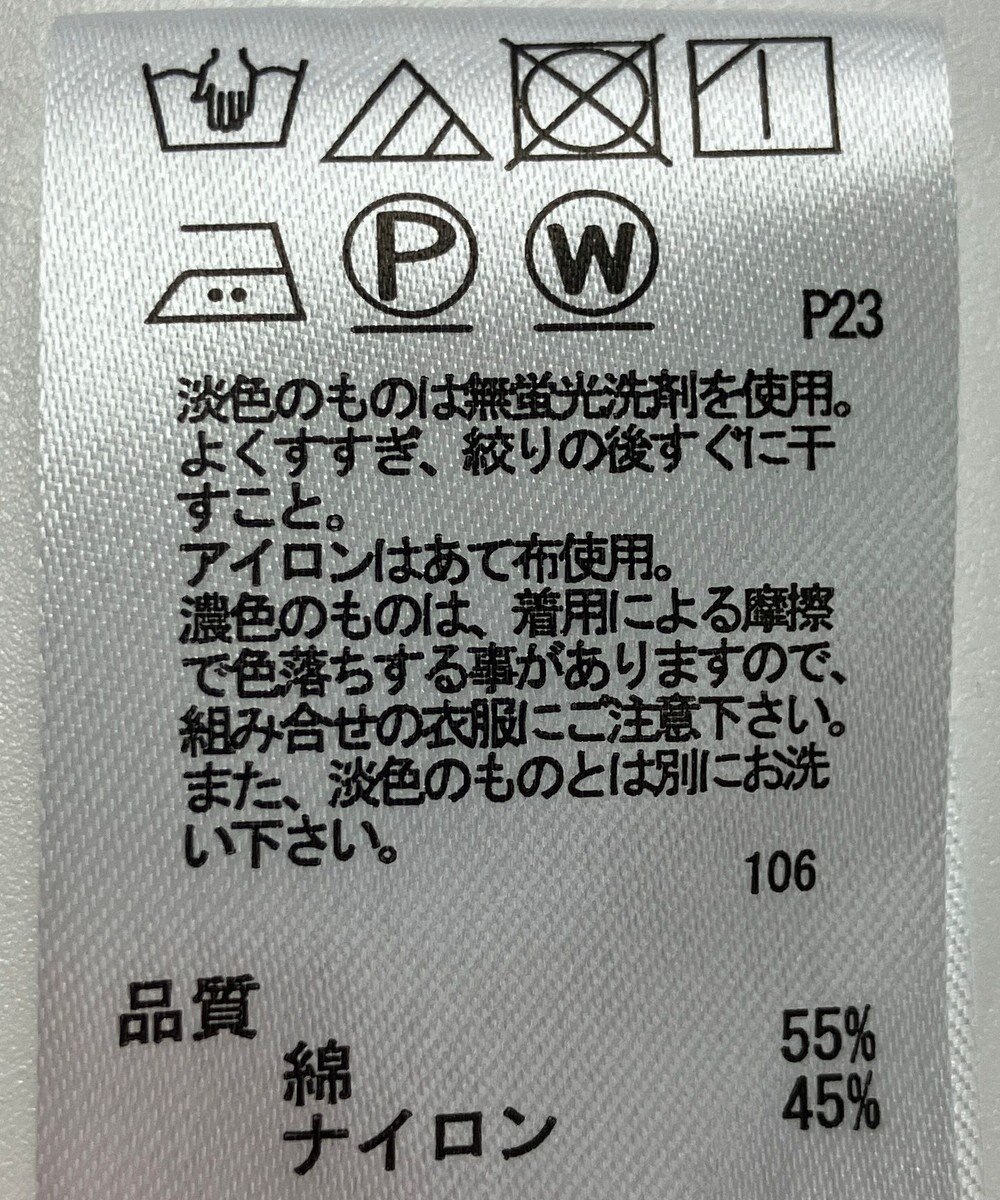 P
W
P23
淡色のものは無蛍光洗剤を使用。
よくすすぎ、絞りの後すぐに干
すこと。
アイロンはあて布使用。
濃色のものは、着用による摩擦
で色落ちする事がありますので、
組み合せの衣服にご注意下さい。
また、淡色のものとは別にお洗
い下さい。
106
品質
綿 55%
ナイロン 45%